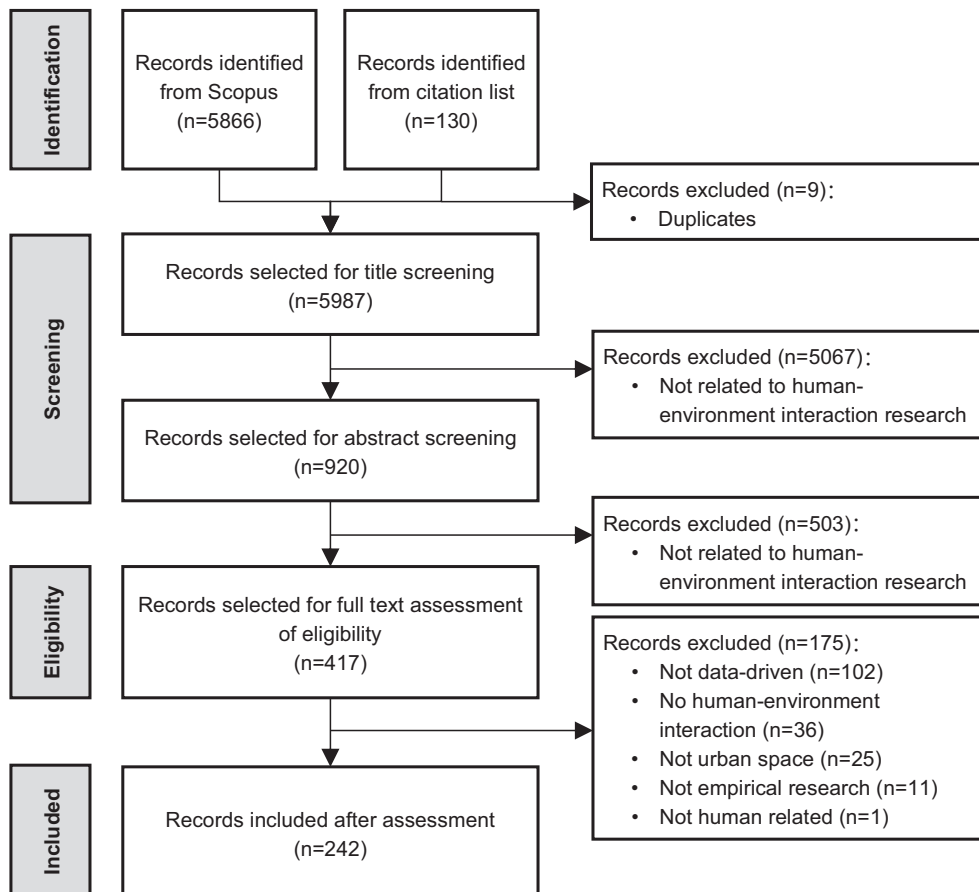 Identification
Records identified
from Scopus
(n=5866)
Records identified
from citation list
(n=130)
Records excluded (n=9):
• Duplicates
Screening
Records selected for title screening
(n=5987)
Records excluded (n=5067):
• Not related to human-
environment interaction research
Records selected for abstract screening
(n=920)
Records excluded (n=503):
• Not related to human-
environment interaction research
Eligibility
Records selected for full text assessment
of eligibility
(n=417)
Records excluded (n=175):
• Not data-driven (n=102)
• No human-environment
interaction (n=36)
• Not urban space (n=25)
• Not empirical research (n=11)
• Not human related (n=1)
Included
Records included after assessment
(n=242)